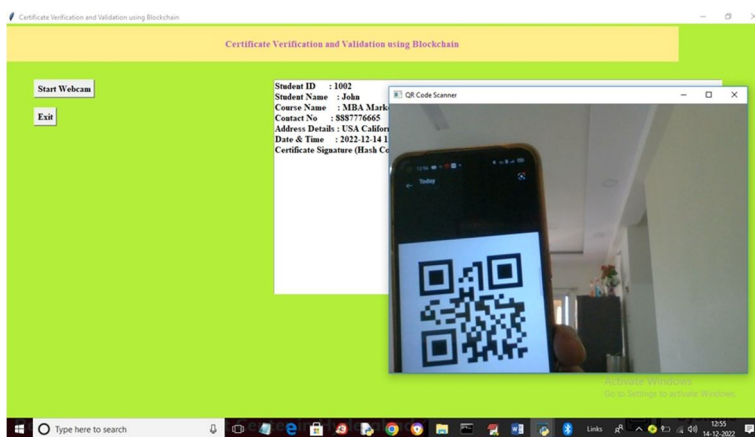 Certificate Verification and Validation using Blockchain
Certificate Verification and Validation using Blockchain
Start Webcam
Exit
Student ID : 1002
Student Name : John
Course Name : MBA Mark
Contact No : 8887776665
Address Details : USA Califor
Date & Time : 2022-12-14 1
Certificate Signature (Hash Co
QR Code Scanner
12:56
Today
Activate Windows
Go to Settings to activate Windows.
Type here to search
Links
12:55
14-12-2022